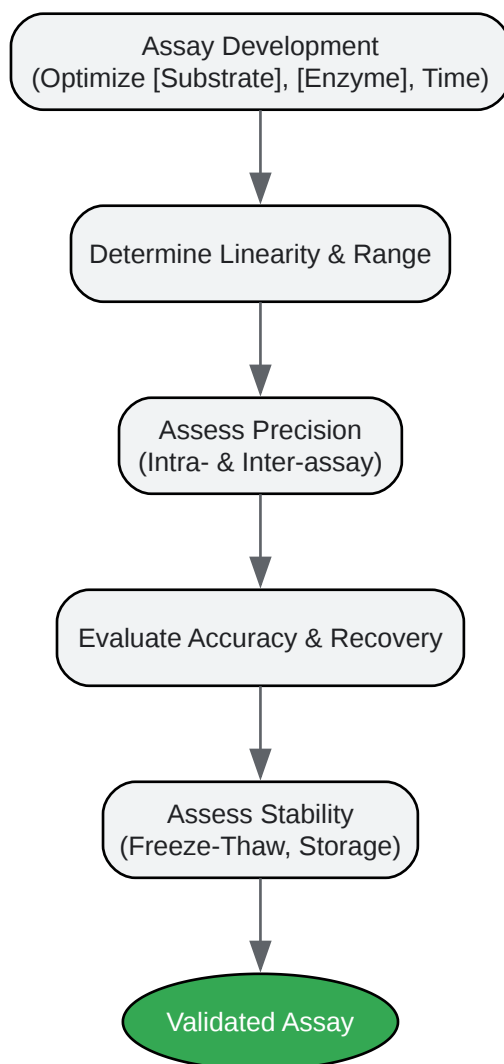 Assay Development
(Optimize [Substrate], [Enzyme], Time)
Determine Linearity & Range
Assess Precision
(Intra- & Inter-assay)
Evaluate Accuracy & Recovery
Assess Stability
(Freeze-Thaw, Storage)
Validated Assay